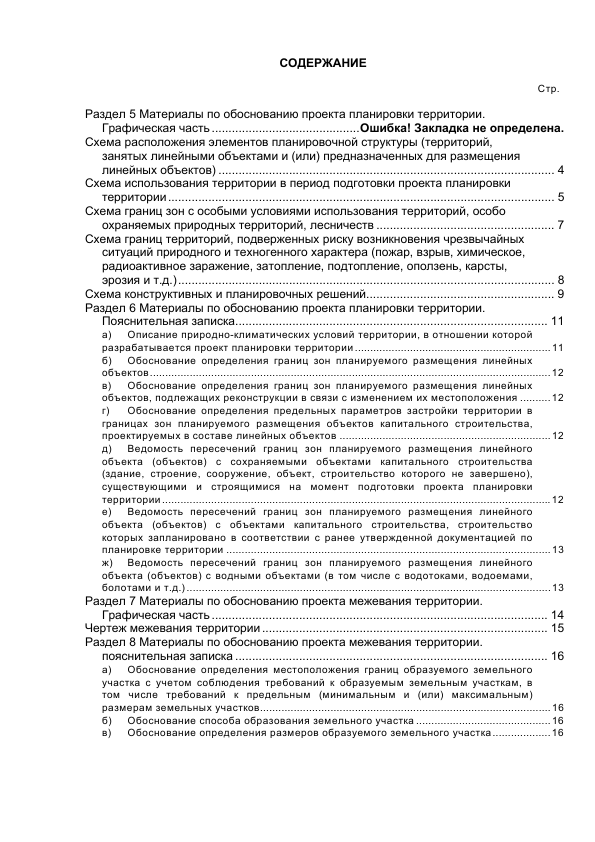 СОДЕРЖАНИЕ
Стр.
Раздел 5 Материалы по обоснованию проекта планировки территории.
Графическая часть ............................................Ошибка! Закладка не определена.
Схема расположения элементов планировочной структуры (территорий,
занятых линейными объектами и (или) предназначенных для размещения
линейных объектов) ..................................................................................................... 4
Схема использования территории в период подготовки проекта планировки
территории.................................................................................................................... 5
Схема границ зон с особыми условиями использования территорий, особо
охраняемых природных территорий, лесничеств ..................................................... 7
Схема границ территорий, подверженных риску возникновения чрезвычайных
ситуаций природного и техногенного характера (пожар, взрыв, химическое,
радиоактивное заражение, затопление, подтопление, оползень, карсты,
эрозия и т.д.)................................................................................................................. 8
Схема конструктивных и планировочных решений........................................................ 9
Раздел 6 Материалы по обоснованию проекта планировки территории.
Пояснительная записка.............................................................................................. 11
а) Описание природно-климатических условий территории, в отношении которой
разрабатывается проект планировки территории.........................................................11
б) Обоснование определения границ зон планируемого размещения линейных
объектов.........................................................................................................................12
в) Обоснование определения границ зон планируемого размещения линейных
объектов, подлежащих реконструкции в связи с изменением их местоположения ..........12
г) Обоснование определения предельных параметров застройки территории в
границах зон планируемого размещения объектов капитального строительства,
проектируемых в составе линейных объектов .............................................................12
д) Ведомость пересечений границ зон планируемого размещения линейного
объекта (объектов) с сохраняемыми объектами капитального строительства
(здание, строение, сооружение, объект, строительство которого не завершено),
существующими и строящимися на момент подготовки проекта планировки
территории.....................................................................................................................12
е) Ведомость пересечений границ зон планируемого размещения линейного
объекта (объектов) с объектами капитального строительства, строительство
которых запланировано в соответствии с ранее утвержденной документацией по
планировке территории .................................................................................................13
ж) Ведомость пересечений границ зон планируемого размещения линейного
объекта (объектов) с водными объектами (в том числе с водотоками, водоемами,
болотами и т.д.).............................................................................................................13
Раздел 7 Материалы по обоснованию проекта межевания территории.
Графическая часть ..................................................................................................... 14
Чертеж межевания территории...................................................................................... 15
Раздел 8 Материалы по обоснованию проекта межевания территории.
пояснительная записка .............................................................................................. 16
а) Обоснование определения местоположения границ образуемого земельного
участка с учетом соблюдения требований к образуемым земельным участкам, в
том числе требований к предельным (минимальным и (или) максимальным)
размерам земельных участков.......................................................................................16
б) Обоснование способа образования земельного участка ........................................16
в) Обоснование определения размеров образуемого земельного участка..................16